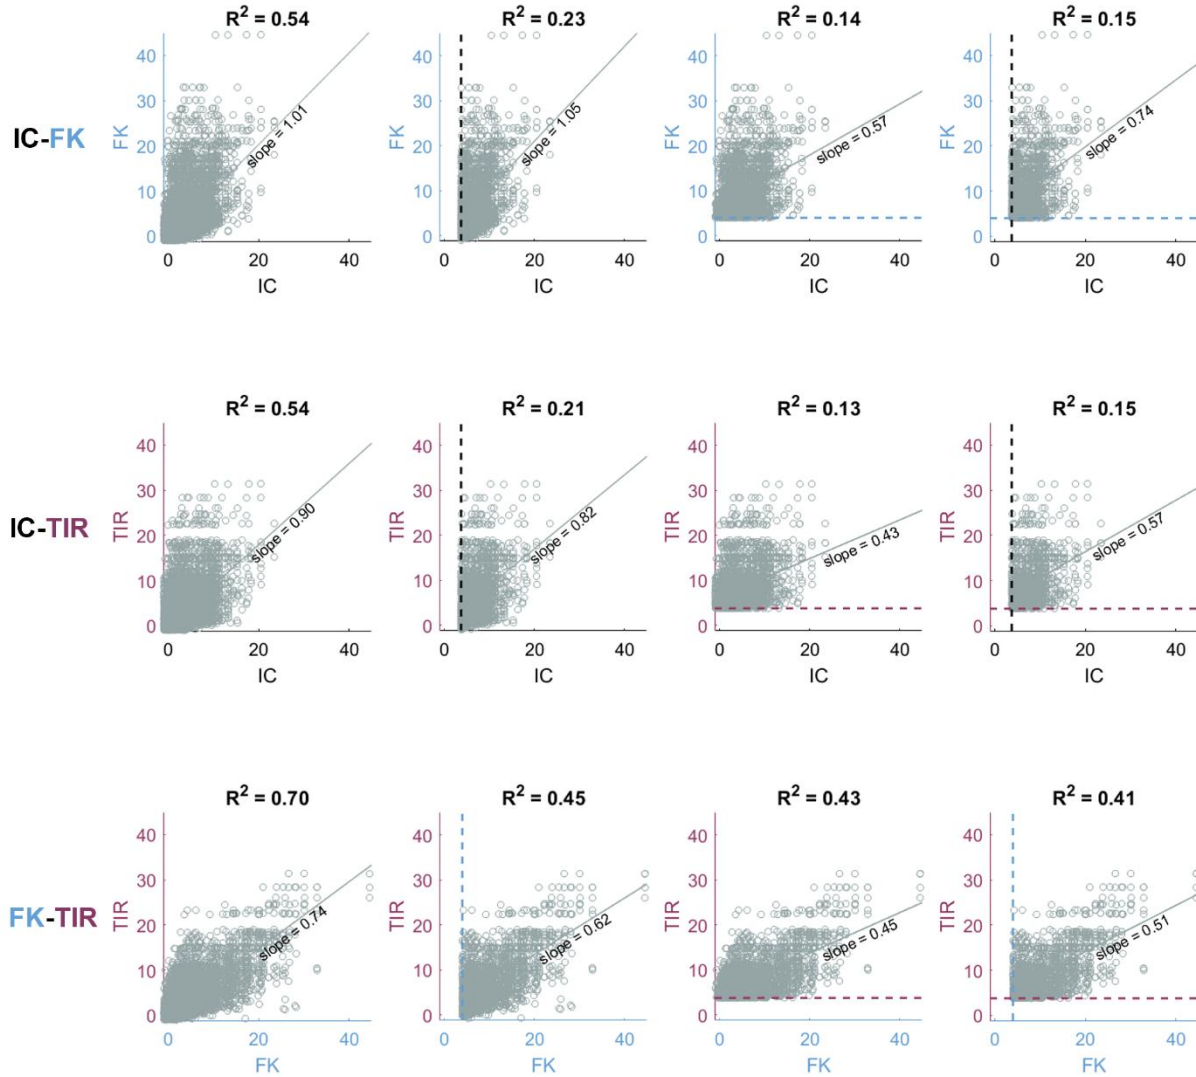 R² = 0.54
R² = 0.23
R² = 0.14
R² = 0.15
IC-FK
FK
40
30
20
10
0
slope = 1.01
0 20 40
IC
FK
40
30
20
10
0
slope = 1.05
0 20 40
IC
FK
40
30
20
10
0
slope = 0.57
0 20 40
IC
FK
40
30
20
10
0
slope = 0.74
0 20 40
IC
R² = 0.54
R² = 0.21
R² = 0.13
R² = 0.15
IC-TIR
TIR
40
30
20
10
0
slope = 0.90
0 20 40
IC
TIR
40
30
20
10
0
slope = 0.82
0 20 40
IC
TIR
40
30
20
10
0
slope = 0.43
0 20 40
IC
TIR
40
30
20
10
0
slope = 0.57
0 20 40
IC
R² = 0.70
R² = 0.45
R² = 0.43
R² = 0.41
FK-TIR
TIR
40
30
20
10
0
slope = 0.74
0 20 40
FK
TIR
40
30
20
10
0
slope = 0.62
0 20 40
FK
TIR
40
30
20
10
0
slope = 0.45
0 20 40
FK
TIR
40
30
20
10
0
slope = 0.51
0 20 40
FK